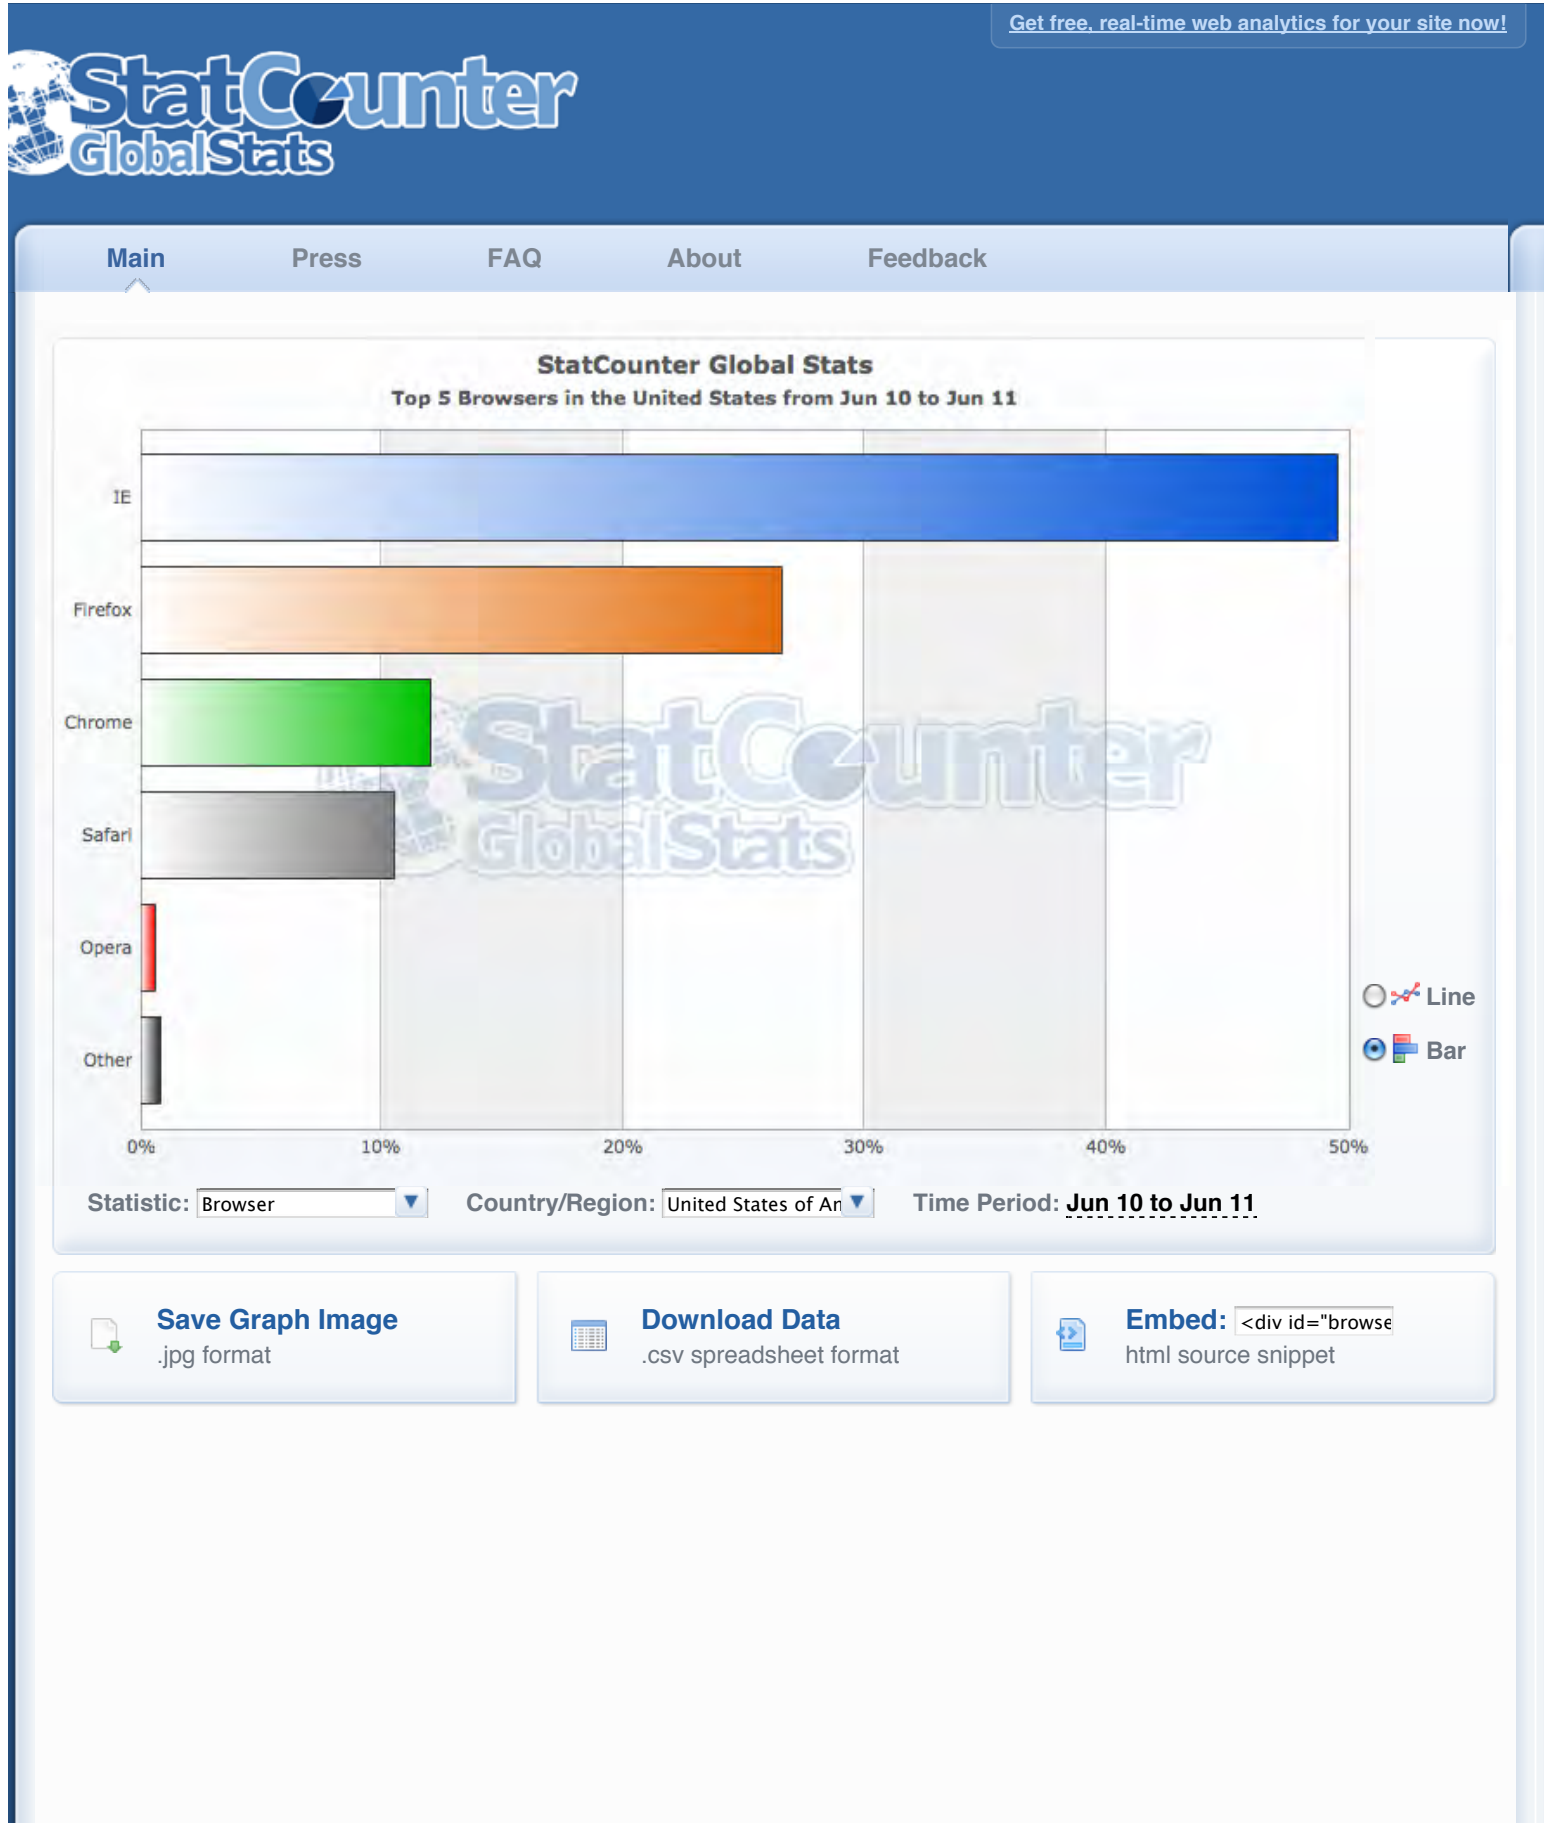 Get free, real-time web analytics for your site now!
StatCounter
GlobalStats
Main Press FAQ About Feedback
StatCounter Global Stats
Top 5 Browsers in the United States from Jun 10 to Jun 11
IE
Firefox
Chrome
StatCounter
Safari
GlobalStats
Opera
Line
Other
Bar
0% 10% 20% 30% 40% 50%
Statistic: Browser Country/Region: United States of Am Time Period: Jun 10 to Jun 11
Save Graph Image
.jpg format
Download Data
.csv spreadsheet format
Embed: <div id="browse
html source snippet